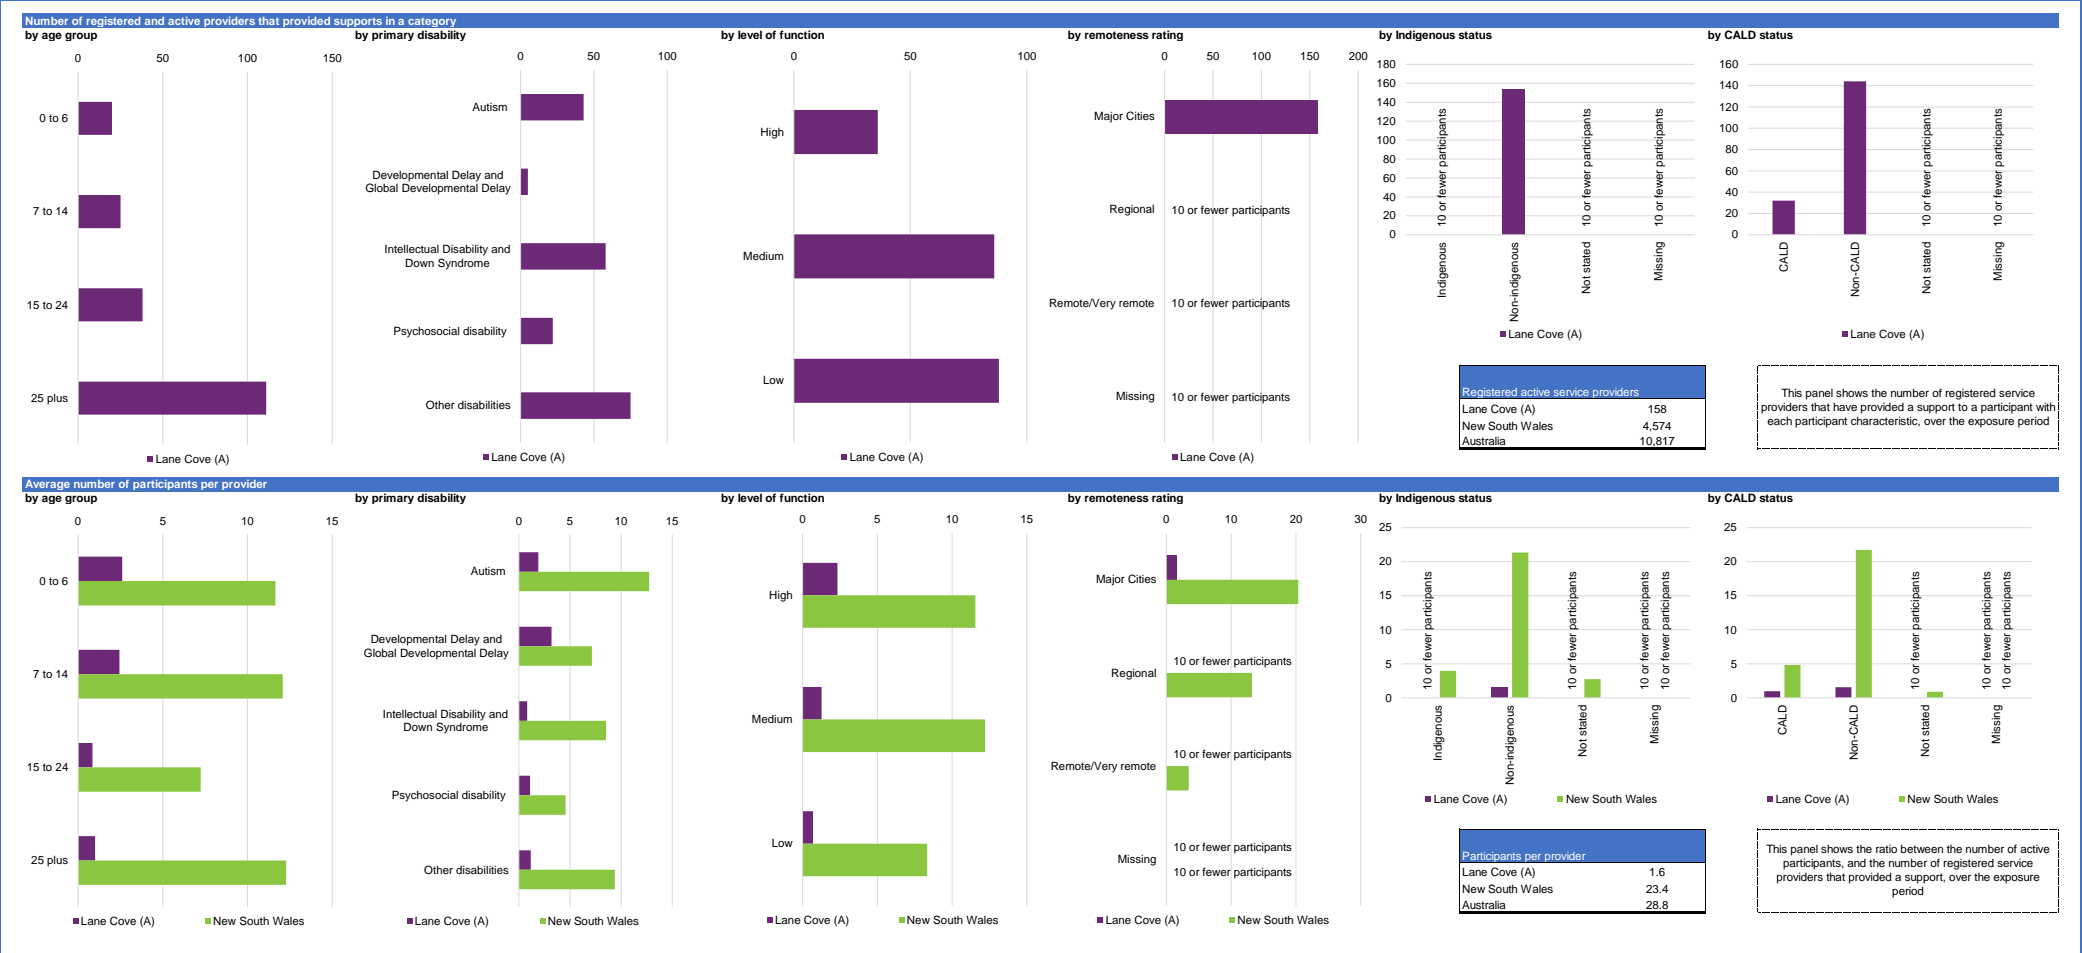 Number of registered and active providers that provided supports in a category
by age group
0 50 100 150
0 to 6
7 to 14
15 to 24
25 plus
Lane Cove (A)
by primary disability
0 50 100
Autism
Developmental Delay and
Global Developmental Delay
Intellectual Disability and
Down Syndrome
Psychosocial disability
Other disabilities
Lane Cove (A)
by level of function
0 50 100
High
Medium
Low
Lane Cove (A)
by remoteness rating
0 50 100 150 200
Major Cities
Regional 10 or fewer participants
Remote/Very remote 10 or fewer participants
Missing 10 or fewer participants
Lane Cove (A)
by Indigenous status
180
160
140
120
100
80
60
40
20
0
10 or fewer participants
10 or fewer participants
10 or fewer participants
Indigenous
Non-indigenous
Not stated
Missing
Lane Cove (A)
by CALD status
160
140
120
100
80
60
40
20
0
10 or fewer participants
10 or fewer participants
CALD
Non-CALD
Not stated
Missing
Lane Cove (A)
Registered active service providers
Lane Cove (A) 158
New South Wales 4,574
Australia 10,817
This panel shows the number of registered service
providers that have provided a support to a participant with
each participant characteristic, over the exposure period
Average number of participants per provider
by age group
0 5 10 15
0 to 6
7 to 14
15 to 24
25 plus
Lane Cove (A) New South Wales
by primary disability
0 5 10 15
Autism
Developmental Delay and
Global Developmental Delay
Intellectual Disability and
Down Syndrome
Psychosocial disability
Other disabilities
Lane Cove (A) New South Wales
by level of function
0 5 10 15
High
Medium
Low
Lane Cove (A) New South Wales
by remoteness rating
0 10 20 30
Major Cities
10 or fewer participants
Regional
10 or fewer participants
Remote/Very remote
10 or fewer participants
Missing
10 or fewer participants
Lane Cove (A) New South Wales
by Indigenous status
25
20
15
10
5
0
10 or fewer participants
10 or fewer participants
10 or fewer participants
10 or fewer participants
Indigenous
Non-indigenous
Not stated
Missing
Lane Cove (A) New South Wales
by CALD status
25
20
15
10
5
0
10 or fewer participants
10 or fewer participants
10 or fewer participants
CALD
Non-CALD
Not stated
Missing
Lane Cove (A) New South Wales
Participants per provider
Lane Cove (A) 1.6
New South Wales 23.4
Australia 28.8
This panel shows the ratio between the number of active
participants, and the number of registered service
providers that provided a support, over the exposure
period